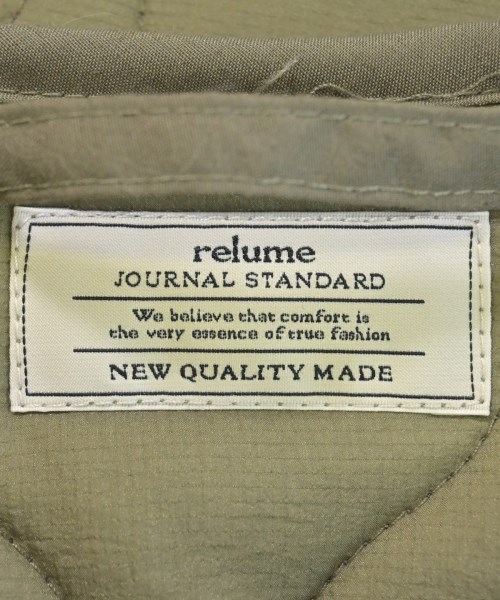 relume
JOURNAL STANDARD
We believe that comfort is
the very essence of true fashion
NEW QUALITY MADE